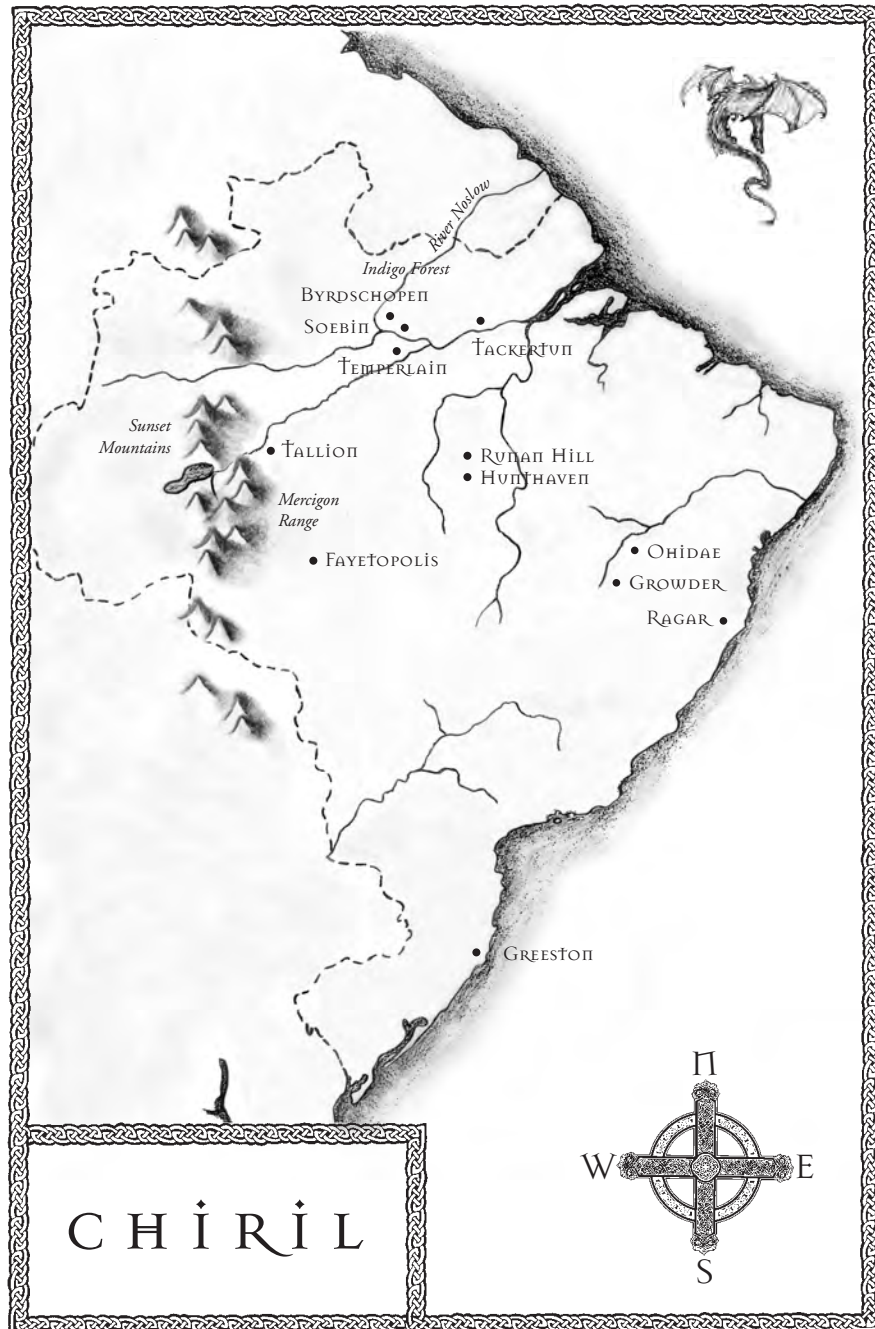 River Noslow
Indigo Forest
Byrdschopen
Soebin
Tackertun
Temperlain
Sunset
Mountains
Tallion
Runan Hill
Hunthaven
Mercigon
Range
Fayetopolis
Ohidae
Growder
Ragar
Greeston
N
W
E
S
CHIRIL